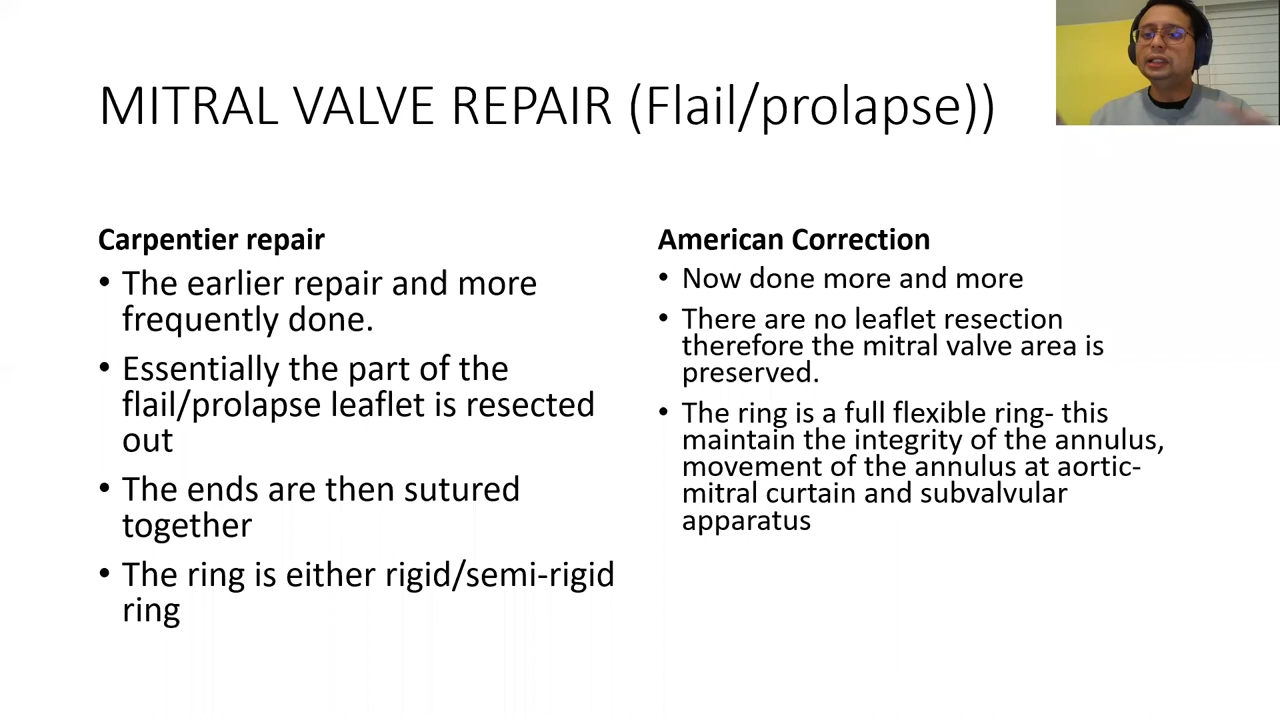 MITRAL VALVE REPAIR (Flail/prolapse))
Carpentier repair
• The earlier repair and more
frequently done.
• Essentially the part of the
flail/prolapse leaflet is resected
out
• The ends are then sutured
together
• The ring is either rigid/semi-rigid
ring
American Correction
• Now done more and more
• There are no leaflet resection
therefore the mitral valve area is
preserved.
• The ring is a full flexible ring- this
maintain the integrity of the annulus,
movement of the annulus at aortic-
mitral curtain and subvalvular
apparatus